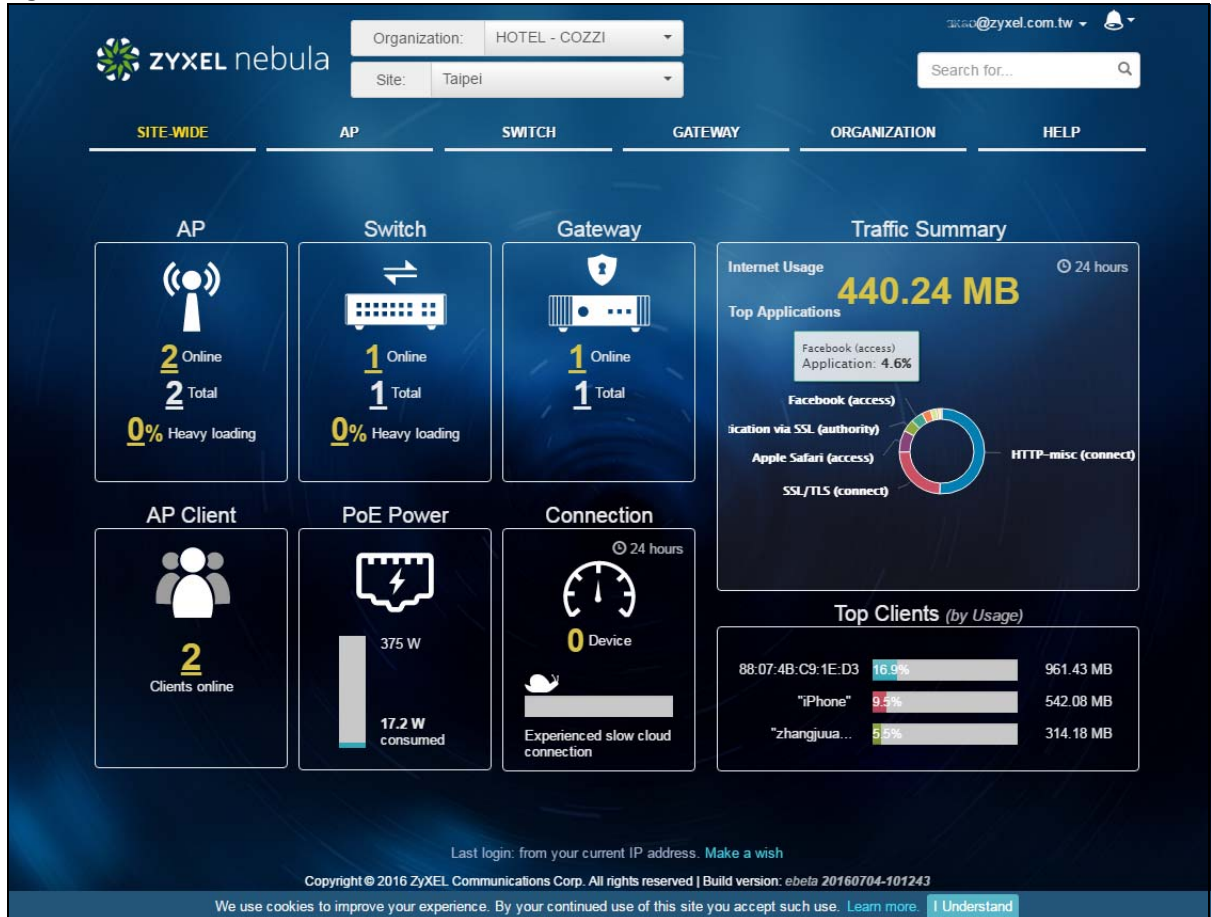 @zyxel.com.tw
ZYXEL nebula
Organization: HOTEL - COZZI
Site: Taipei
Search for...
SITE-WIDE AP SWITCH GATEWAY ORGANIZATION HELP
AP
2 Online
2 Total
0% Heavy loading
Switch
1 Online
1 Total
0% Heavy loading
Gateway
1 Online
1 Total
Traffic Summary
Internet Usage
24 hours
440.24 MB
Top Applications
Facebook (access)
Application: 4.6%
Facebook (access)
ication via SSL (authority)
Apple Safari (access)
SSL/TLS (connect)
HTTP-misc (connect)
AP Client
2
Clients online
PoE Power
375 W
17.2 W
consumed
Connection
24 hours
0 Device
Experienced slow cloud
connection
Top Clients (by Usage)
88:07:4B:C9:1E:D3 16.9% 961.43 MB
"iPhone" 9.5% 542.08 MB
"zhangjuua... 5.5% 314.18 MB
Last login: from your current IP address. Make a wish
Copyright © 2016 ZyXEL Communications Corp. All rights reserved | Build version: ebeta 20160704-101243
We use cookies to improve your experience. By your continued use of this site you accept such use. Learn more. I Understand